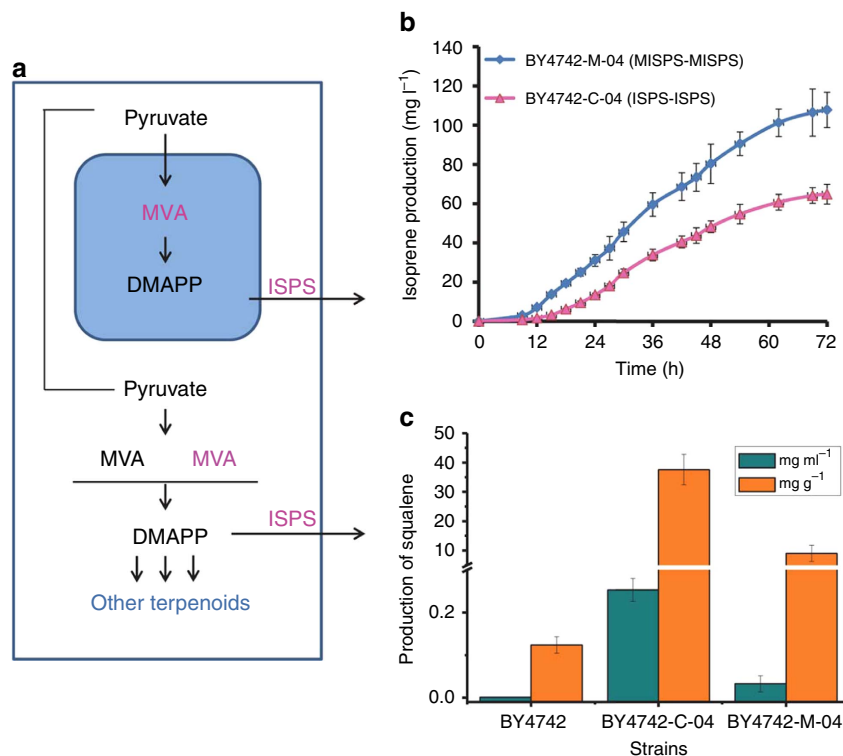 a
Pyruvate
MVA
DMAPP
ISPS
Pyruvate
MVA MVA
DMAPP
ISPS
Other terpenoids
b
Isoprene production (mg l⁻¹)
140
120
100
80
60
40
20
0
BY4742-M-04 (MISPS-MISPS)
BY4742-C-04 (ISPS-ISPS)
0 12 24 36 48 60 72
Time (h)
c
Production of squalene
50
40
30
20
10
0.2
0.0
mg ml⁻¹
mg g⁻¹
BY4742 BY4742-C-04 BY4742-M-04
Strains